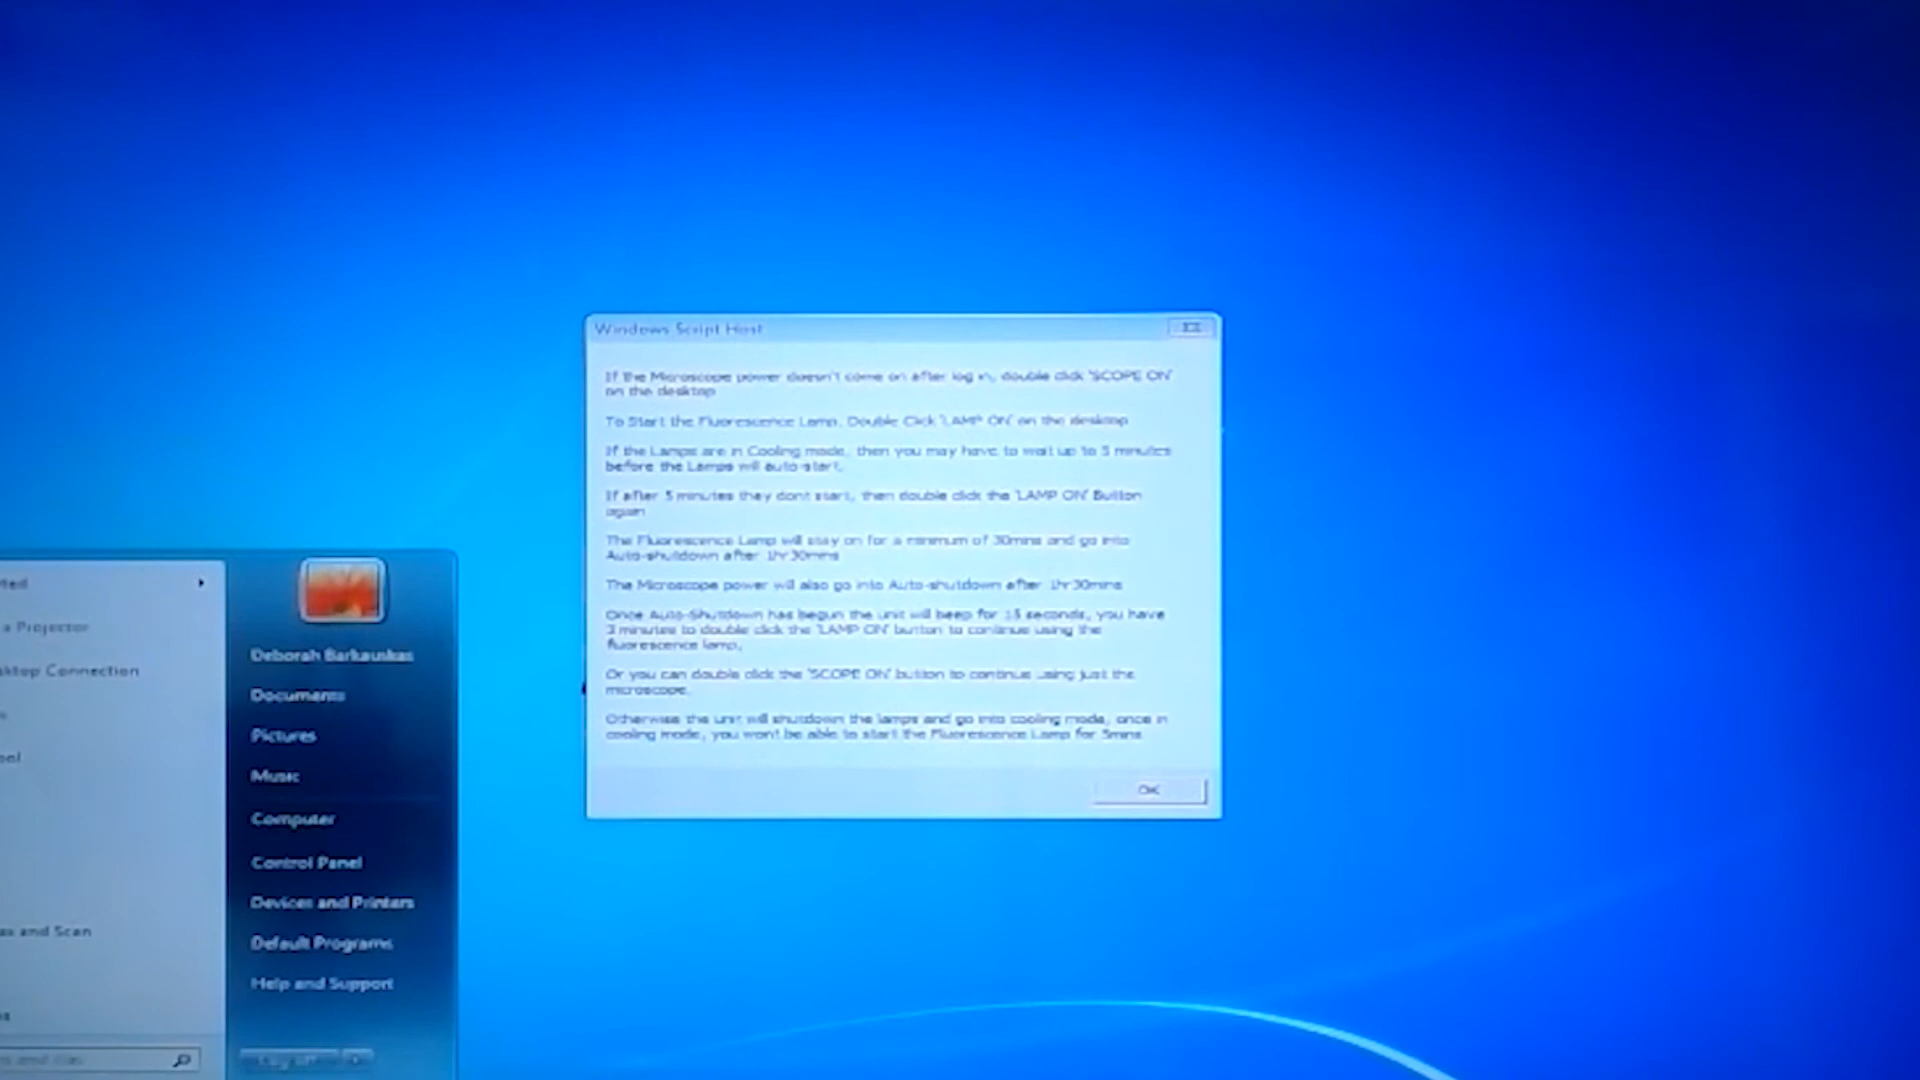 Windows Script Host
If the Microscope power doesn't come on after log in, double click 'SCOPE ON'
on the desktop
To Start the Fluorescence Lamp, Double Click 'LAMP ON' on the desktop
If the Lamps are in Cooling mode, then you may have to wait up to 5 minutes
before the Lamps will auto-start.
If after 5 minutes they dont start, then double click the 'LAMP ON' Button
again
The Fluorescence Lamp will stay on for a minimum of 30mins and go into
Auto-shutdown after 1hr30mins
The Microscope power will also go into Auto-shutdown after 1hr30mins
Once Auto-Shutdown has begun the unit will beep for 15 seconds, you have
minutes to double click the 'LAMP ON' button to continue using the
fluorescence lamp.
Or you can double click the 'SCOPE ON' button to continue using just the
microscope.
Otherwise the unit will shutdown the lamps and go into cooling mode, once in
cooling mode, you won't be able to start the Fluorescence Lamp for 5mins
OK
a Projector
sktop Connection
and Scan
Deborah Barkauskas
Documents
Pictures
Music
Computer
Control Panel
Devices and Printers
Default Programs
Help and Support
Log off